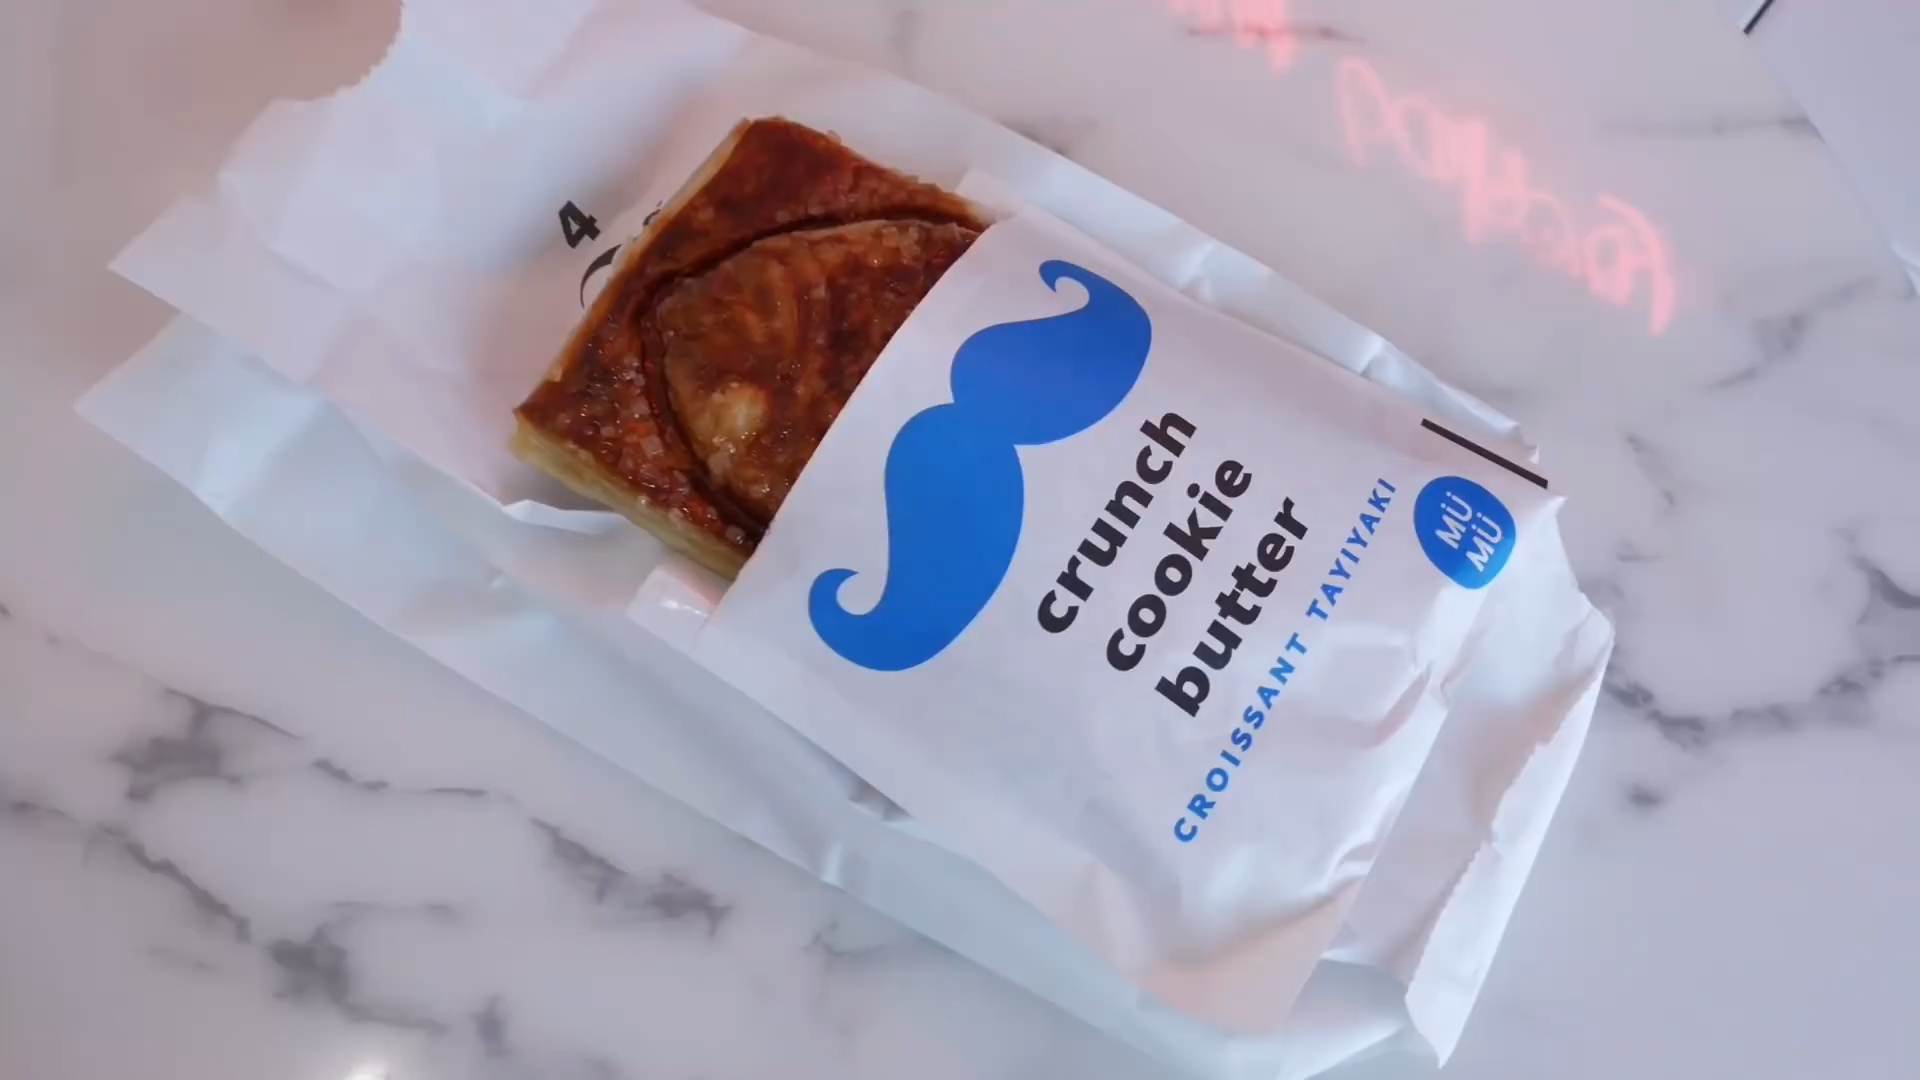 4
crunch
cookie
butter
CROISSANT TAYIYAKI
MÜ
MÜ